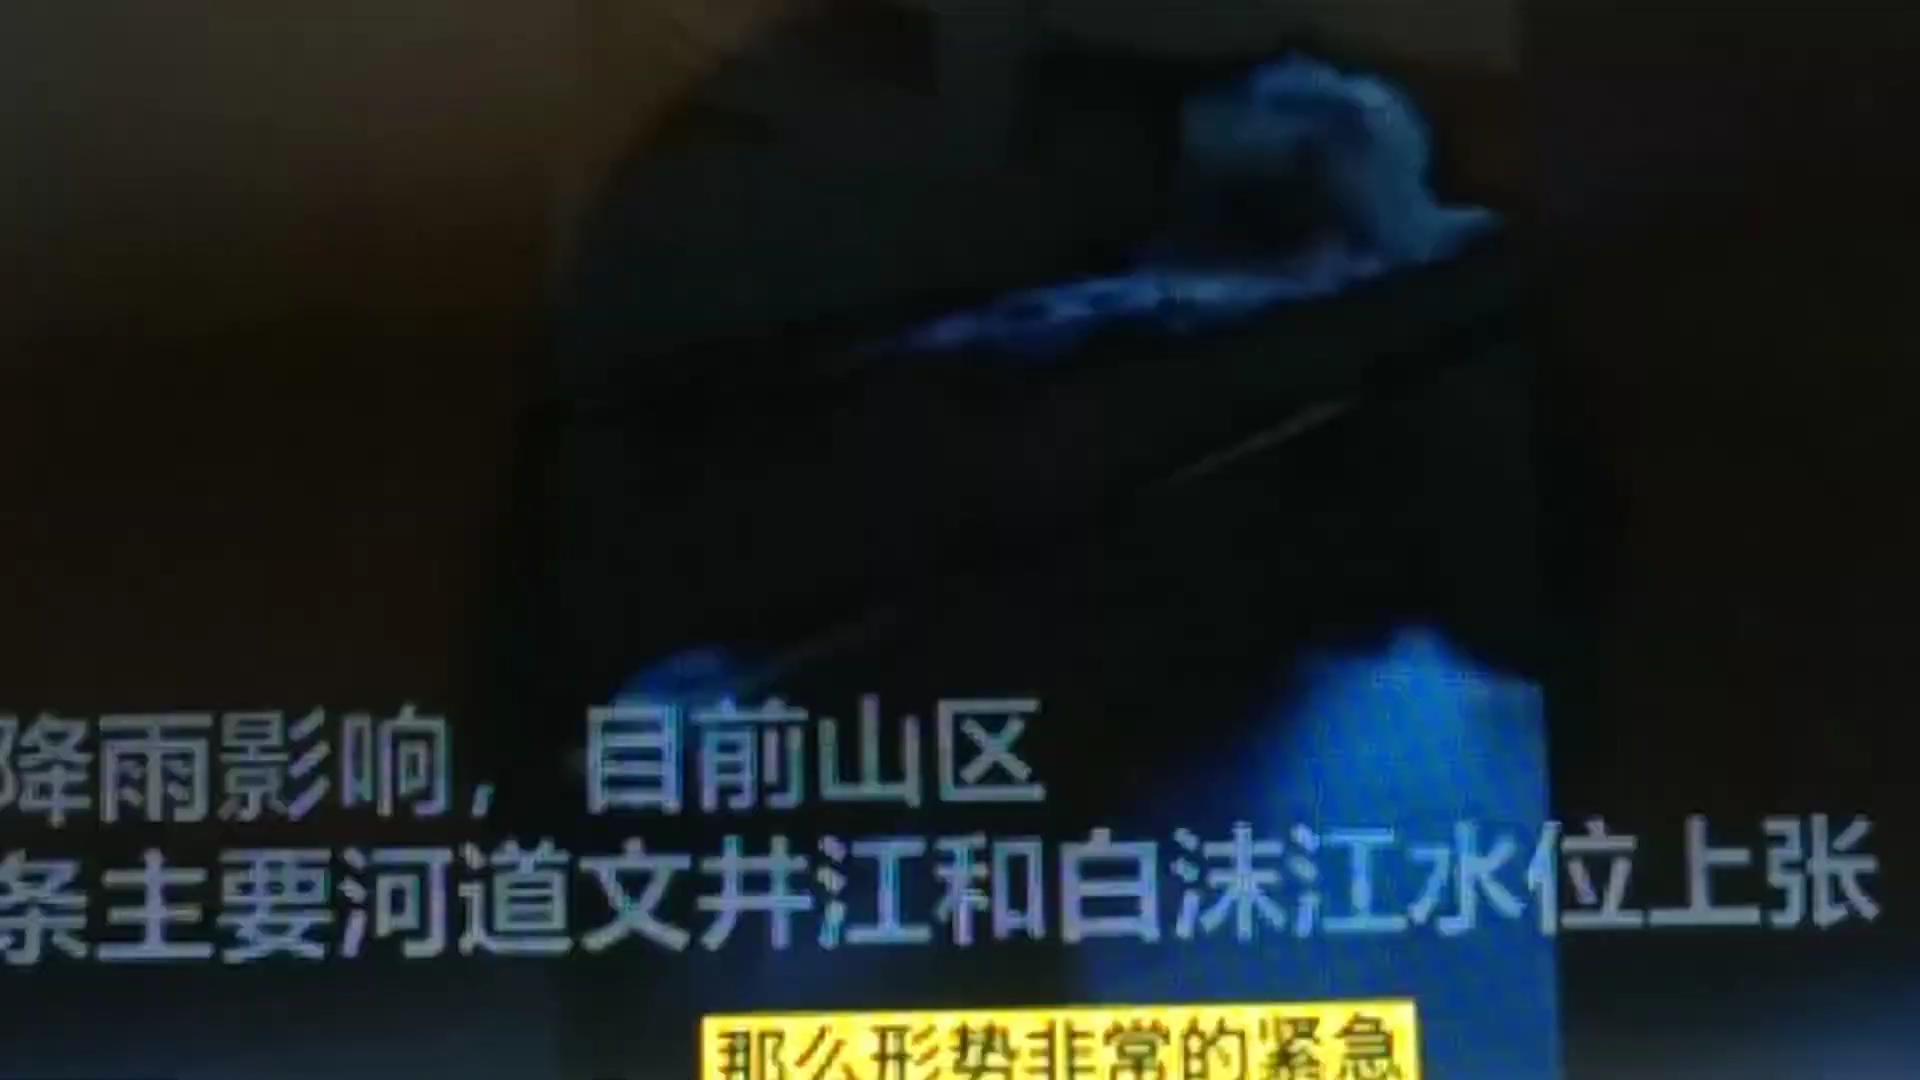 降雨影响，目前山区
条主要河道文井江和白沫江水位上张
那么形势非常的紧急